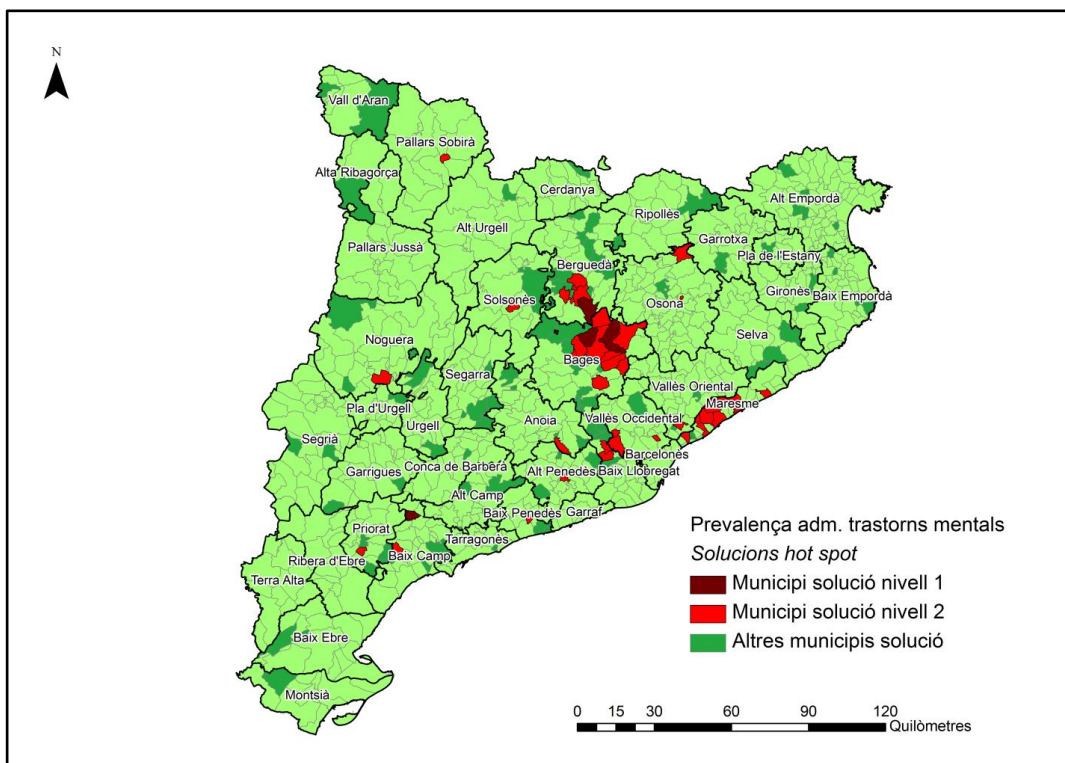 N
Vall d'Aran
Pallars Sobirà
Alta Ribagorça
Cerdanya
Ripollès
Alt Empordà
Alt Urgell
Garrotxa
Pallars Jussà
Pla de l'Estany
Berguedà
Gironès
Baix Empordà
Solsonès
Osona
Selva
Noguera
Bages
Segarra
Vallès Oriental
Maresme
Pla d'Urgell
Anoia
Vallès Occidental
Urgell
Segrià
Barcelonès
Conca de Barberà
Alt Penedès
Baix Llobregat
Garrigues
Alt Camp
Baix Penedès
Garraf
Priorat
Tarragonès
Ribera d'Ebre
Baix Camp
Terra Alta
Baix Ebre
Montsià
Prevalença adm. trastorns mentals
Solucions hot spot
Municipi solució nivell 1
Municipi solució nivell 2
Altres municipis solució
0 15 30 60 90 120
Quilòmetres